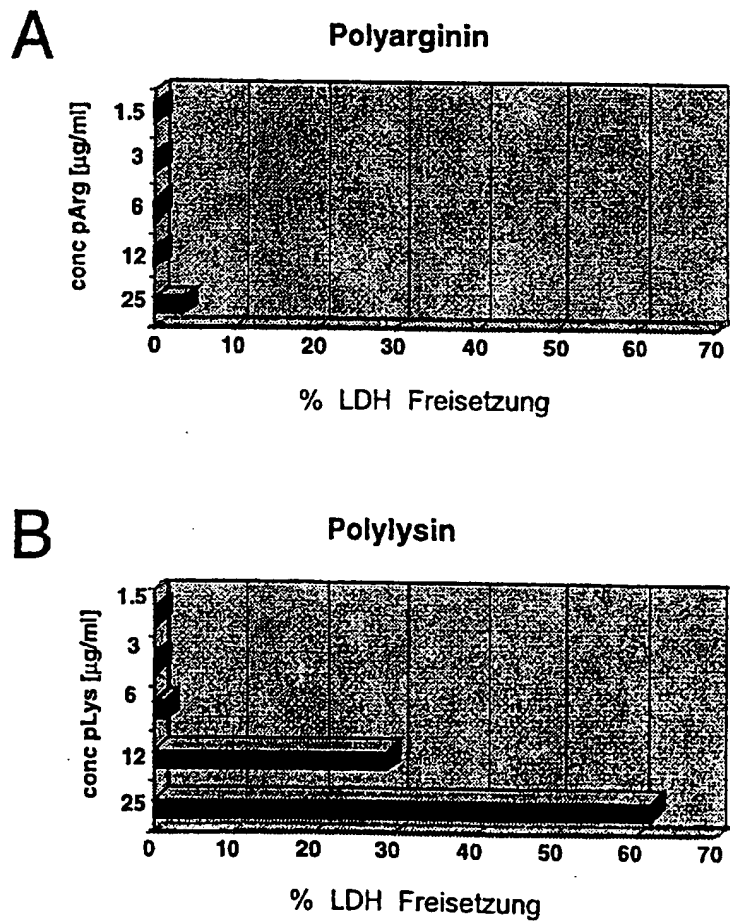 A
Polyarginin
conc pArg [µg/ml]
1.5
3
6
12
25
0 10 20 30 40 50 60 70
% LDH Freisetzung
B
Polylysin
conc pLys [µg/ml]
1.5
3
6
12
25
0 10 20 30 40 50 60 70
% LDH Freisetzung